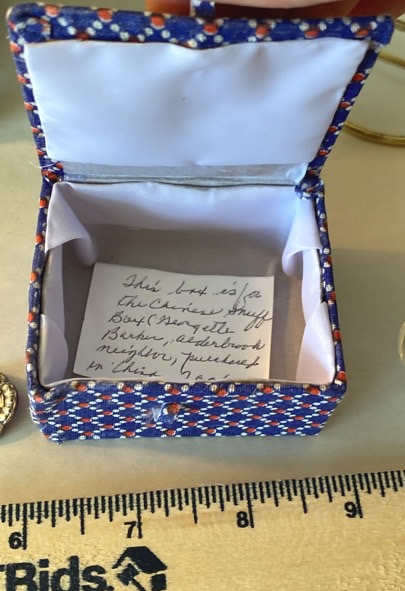 This box is for
the Chinese Snuff
Box (Georgette
Barker, Alderbrook
neighbor, purchased
in China
6 7 8 9
Bids.